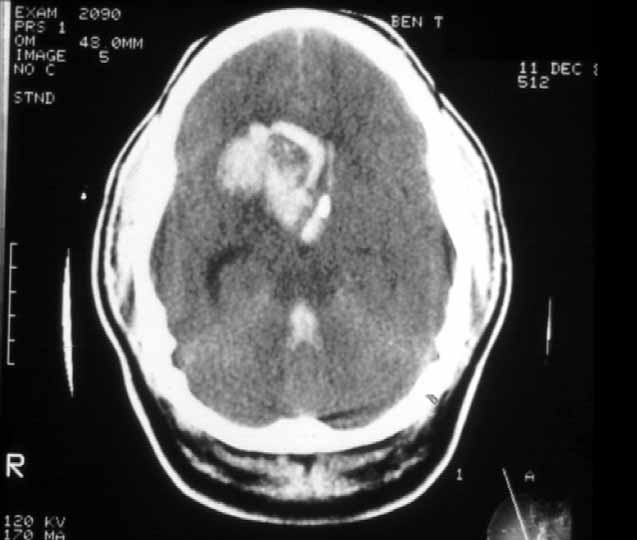 EXAM 2090
PRS 1
OM 48.0MM
IMAGE 5
NO C
STND
BEN T
11 DEC
512
R
1
A
120 KV
170 MA